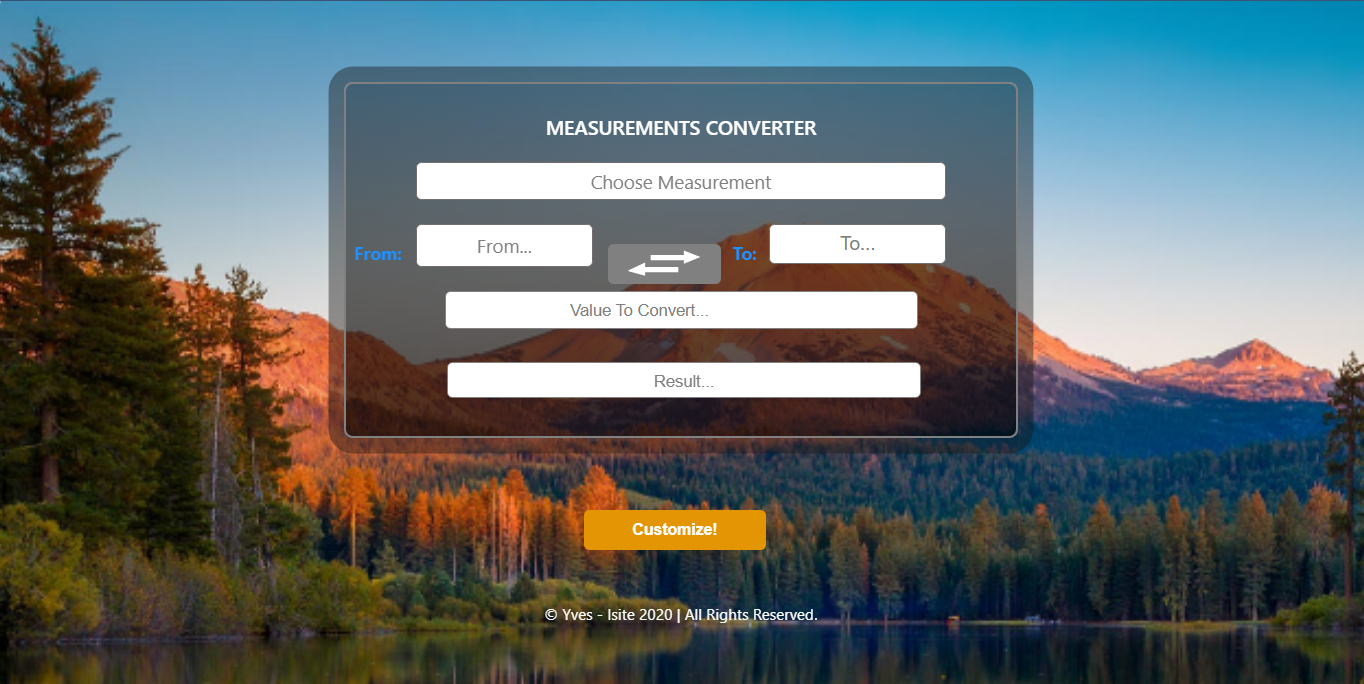 MEASUREMENTS CONVERTER
Choose Measurement
From: From... To: To...
Value To Convert...
Result...
Customize!
© Yves - Isite 2020 | All Rights Reserved.